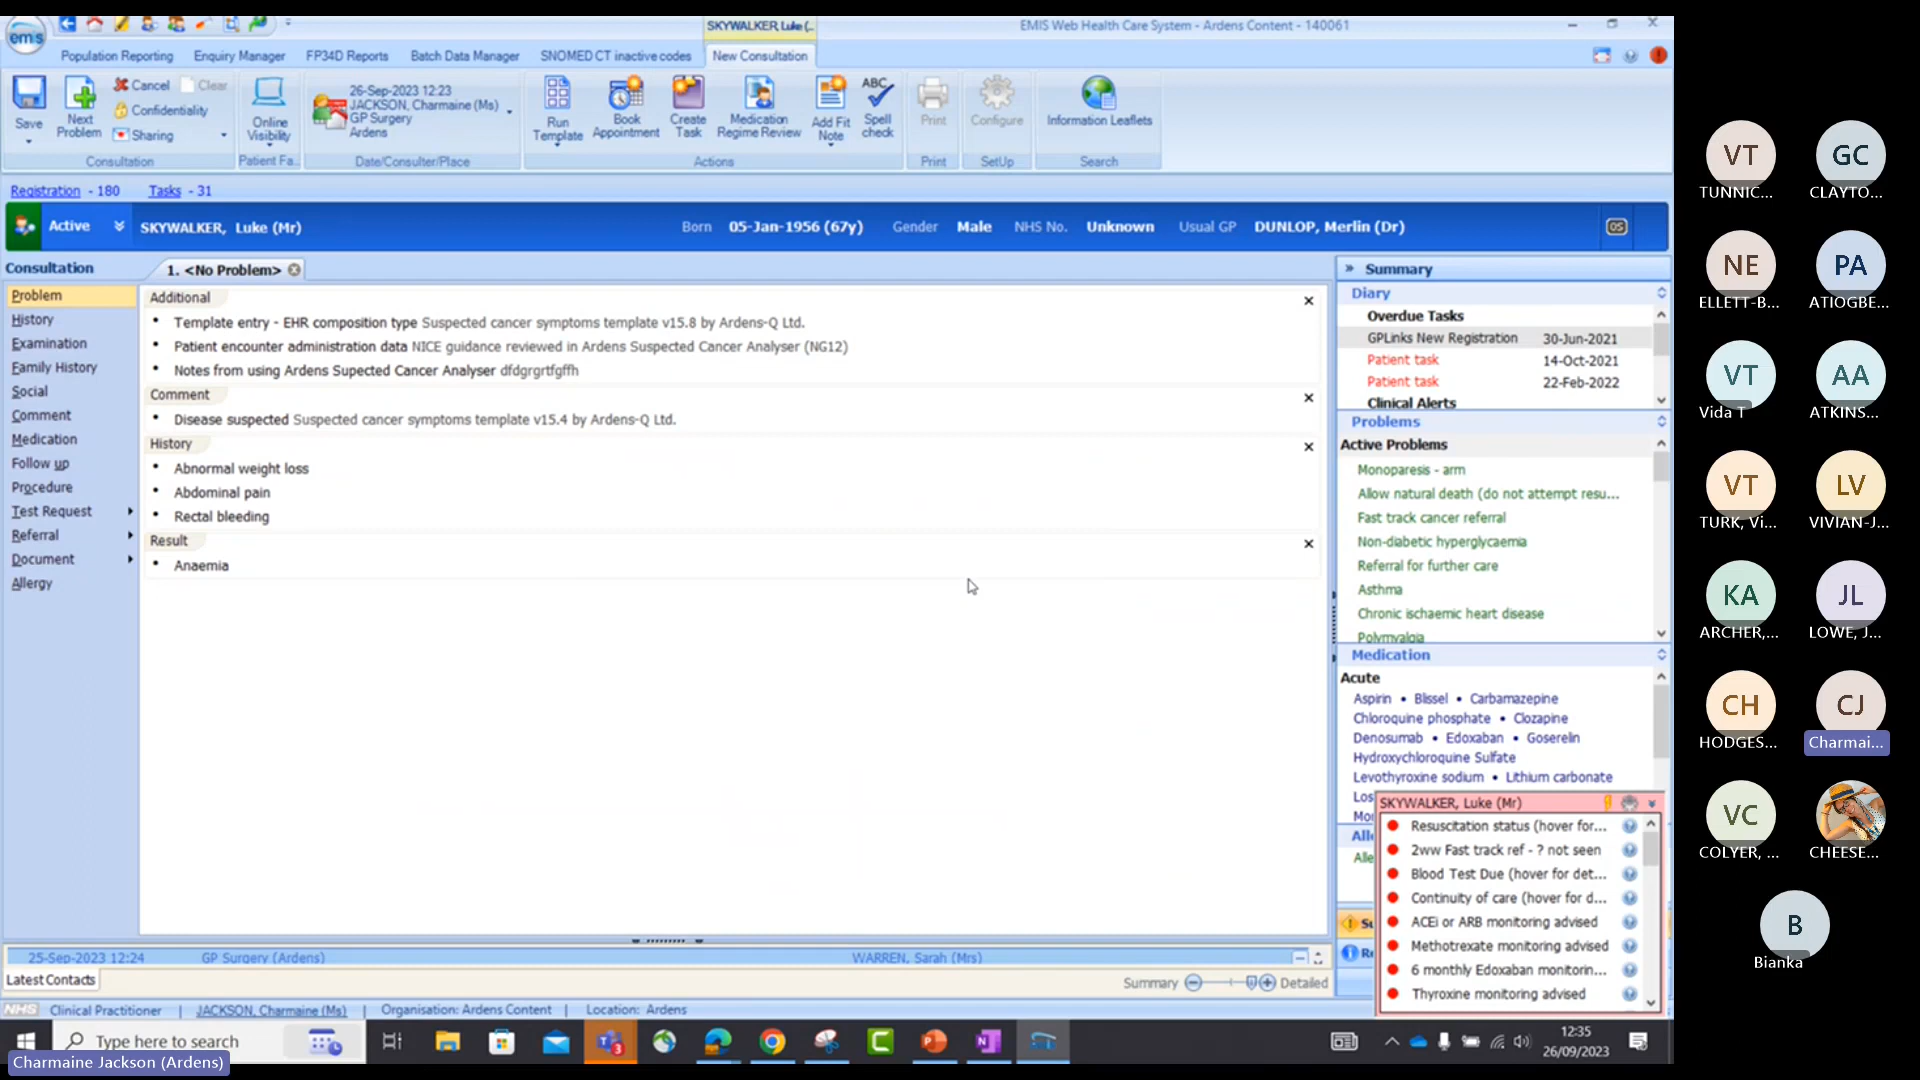 emis
SKYWALKER, Luke (...
EMIS Web Health Care System - Ardens Content - 140061
Population Reporting
Enquiry Manager
FP34D Reports
Batch Data Manager
SNOMED CT inactive codes
New Consultation
Save
Next Problem
Cancel
Clear
Confidentiality
Sharing
Consultation
Online Visibility
Patient Fa...
26-Sep-2023 12:23
JACKSON, Charmaine (Ms)
GP Surgery
Ardens
Date/Consulter/Place
Run Template
Book Appointment
Create Task
Medication Regime Review
Add Fit Note
ABC
Spell check
Actions
Print
Print
Configure
SetUp
Information Leaflets
Search
Registration - 180
Tasks - 31
Active
SKYWALKER, Luke (Mr)
Born 05-Jan-1956 (67y)
Gender Male
NHS No. Unknown
Usual GP DUNLOP, Merlin (Dr)
OS
Consultation
1. <No Problem>
Problem
History
Examination
Family History
Social
Comment
Medication
Follow up
Procedure
Test Request
Referral
Document
Allergy
Additional
• Template entry - EHR composition type Suspected cancer symptoms template v15.8 by Ardens-Q Ltd.
• Patient encounter administration data NICE guidance reviewed in Ardens Suspected Cancer Analyser (NG12)
• Notes from using Ardens Supected Cancer Analyser dfdgrgrtfgffh
Comment
• Disease suspected Suspected cancer symptoms template v15.4 by Ardens-Q Ltd.
History
• Abnormal weight loss
• Abdominal pain
• Rectal bleeding
Result
• Anaemia
Summary
Diary
Overdue Tasks
GPLinks New Registration 30-Jun-2021
Patient task 14-Oct-2021
Patient task 22-Feb-2022
Clinical Alerts
Problems
Active Problems
Monoparesis - arm
Allow natural death (do not attempt resu...
Fast track cancer referral
Non-diabetic hyperglycaemia
Referral for further care
Asthma
Chronic ischaemic heart disease
Polymyalgia
Medication
Acute
Aspirin • Blissel • Carbamazepine
Chloroquine phosphate • Clozapine
Denosumab • Edoxaban • Goserelin
Hydroxychloroquine Sulfate
Levothyroxine sodium • Lithium carbonate
Los
Mor
All
Alle
SKYWALKER, Luke (Mr)
Resuscitation status (hover for...
2ww Fast track ref - ? not seen
Blood Test Due (hover for det...
Continuity of care (hover for d...
ACEi or ARB monitoring advised
Methotrexate monitoring advised
6 monthly Edoxaban monitorin...
Thyroxine monitoring advised
25-Sep-2023 12:24
GP Surgery (Ardens)
WARREN, Sarah (Mrs)
Latest Contacts
Summary
Detailed
NHS
Clinical Practitioner
JACKSON, Charmaine (Ms)
Organisation: Ardens Content
Location: Ardens
Type here to search
12:35
26/09/2023
Charmaine Jackson (Ardens)
VT
TUNNIC...
GC
CLAYTO...
NE
ELLETT-B...
PA
ATIOGBE...
VT
Vida T
AA
ATKINS...
VT
TURK, Vi...
LV
VIVIAN-J...
KA
ARCHER,...
JL
LOWE, J...
CH
HODGES...
CJ
Charmai...
VC
COLYER, ...
CHEESE...
B
Bianka